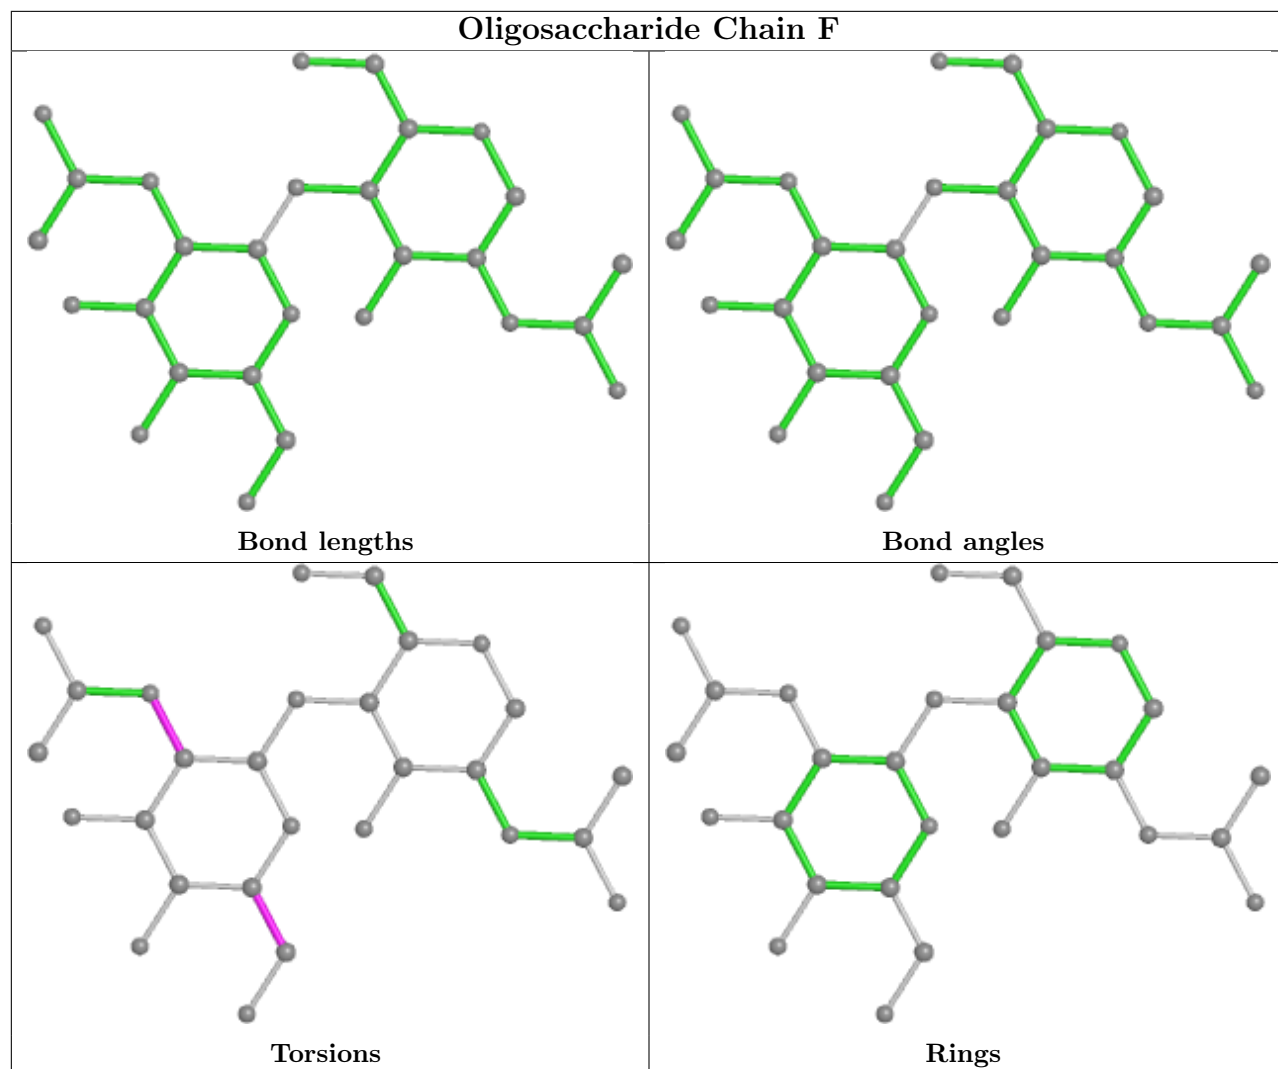 Oligosaccharide Chain F
Bond lengths
Bond angles
Torsions
Rings